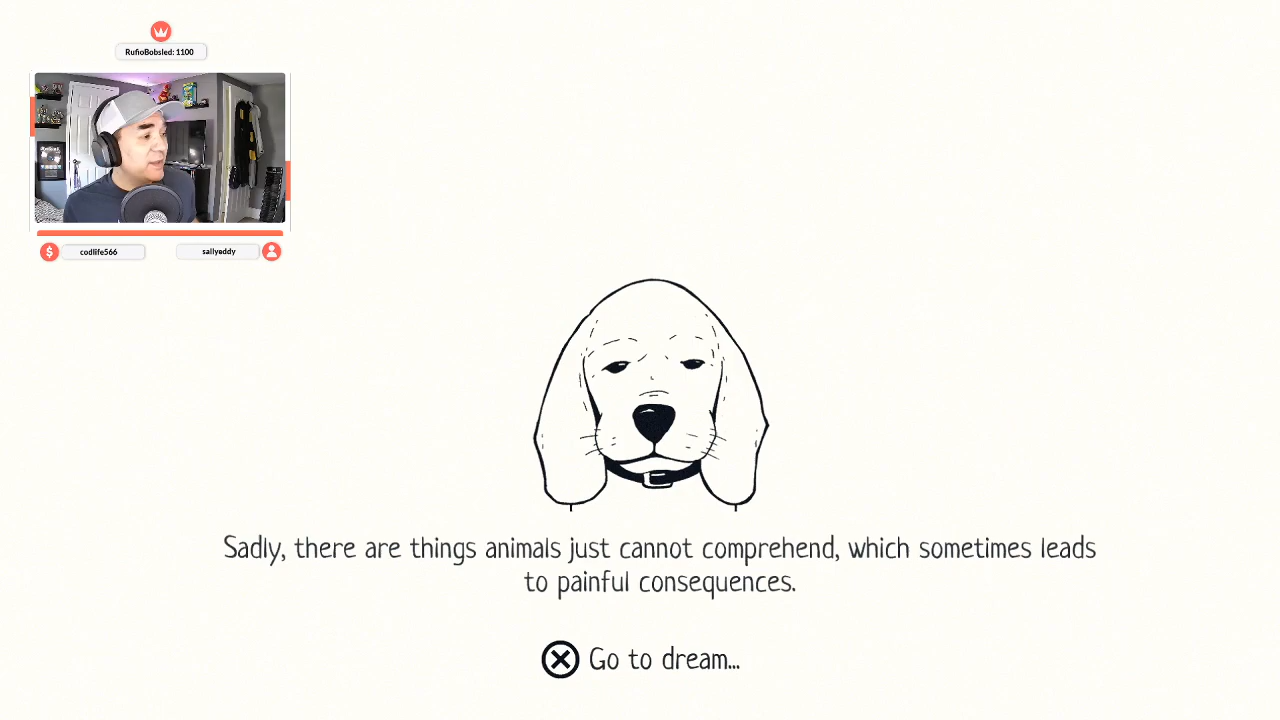 RufioBobsled: 1100
$
codlife566
sallyeddy
Sadly, there are things animals just cannot comprehend, which sometimes leads
to painful consequences.
Go to dream...